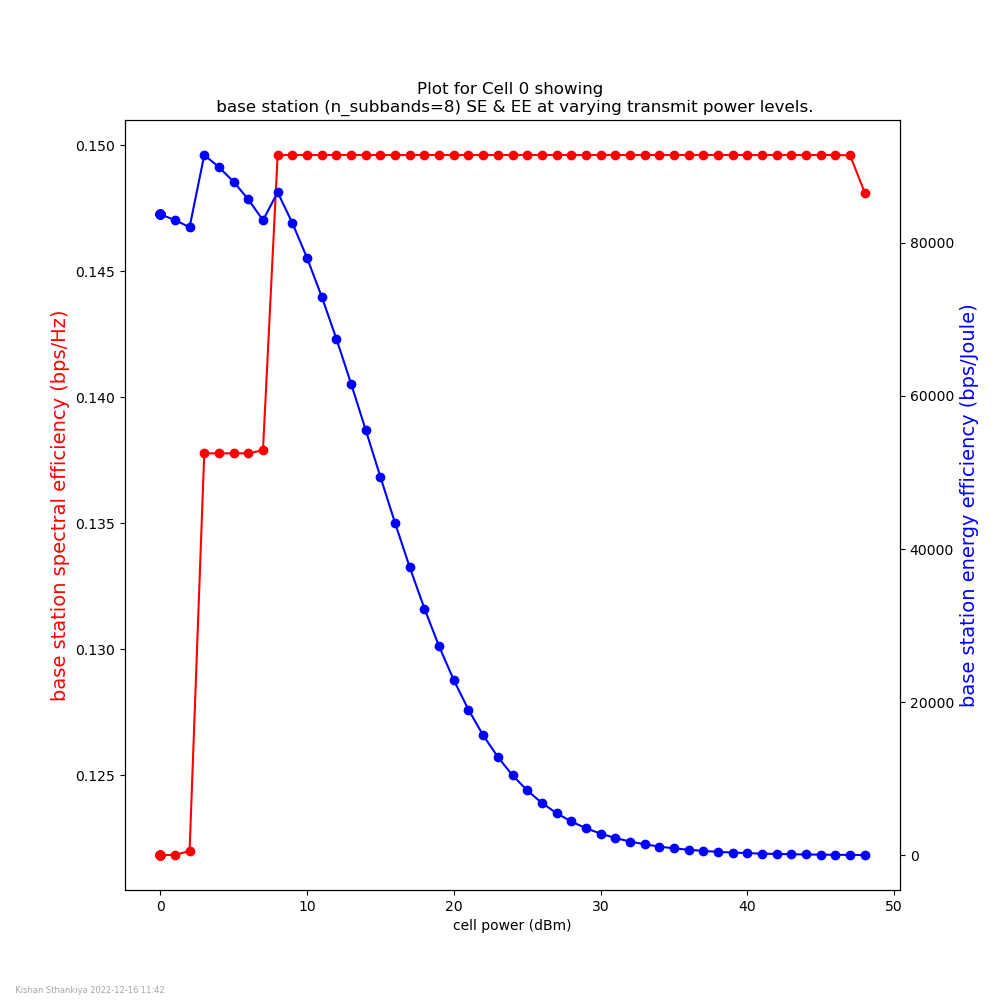 Plot for Cell 0 showing
base station (n_subbands=8) SE & EE at varying transmit power levels.
base station spectral efficiency (bps/Hz)
0.150
0.145
0.140
0.135
0.130
0.125
80000
60000
40000
20000
0
base station energy efficiency (bps/Joule)
0 10 20 30 40 50
cell power (dBm)
Kishan Sthankiya 2022-12-16 11:42